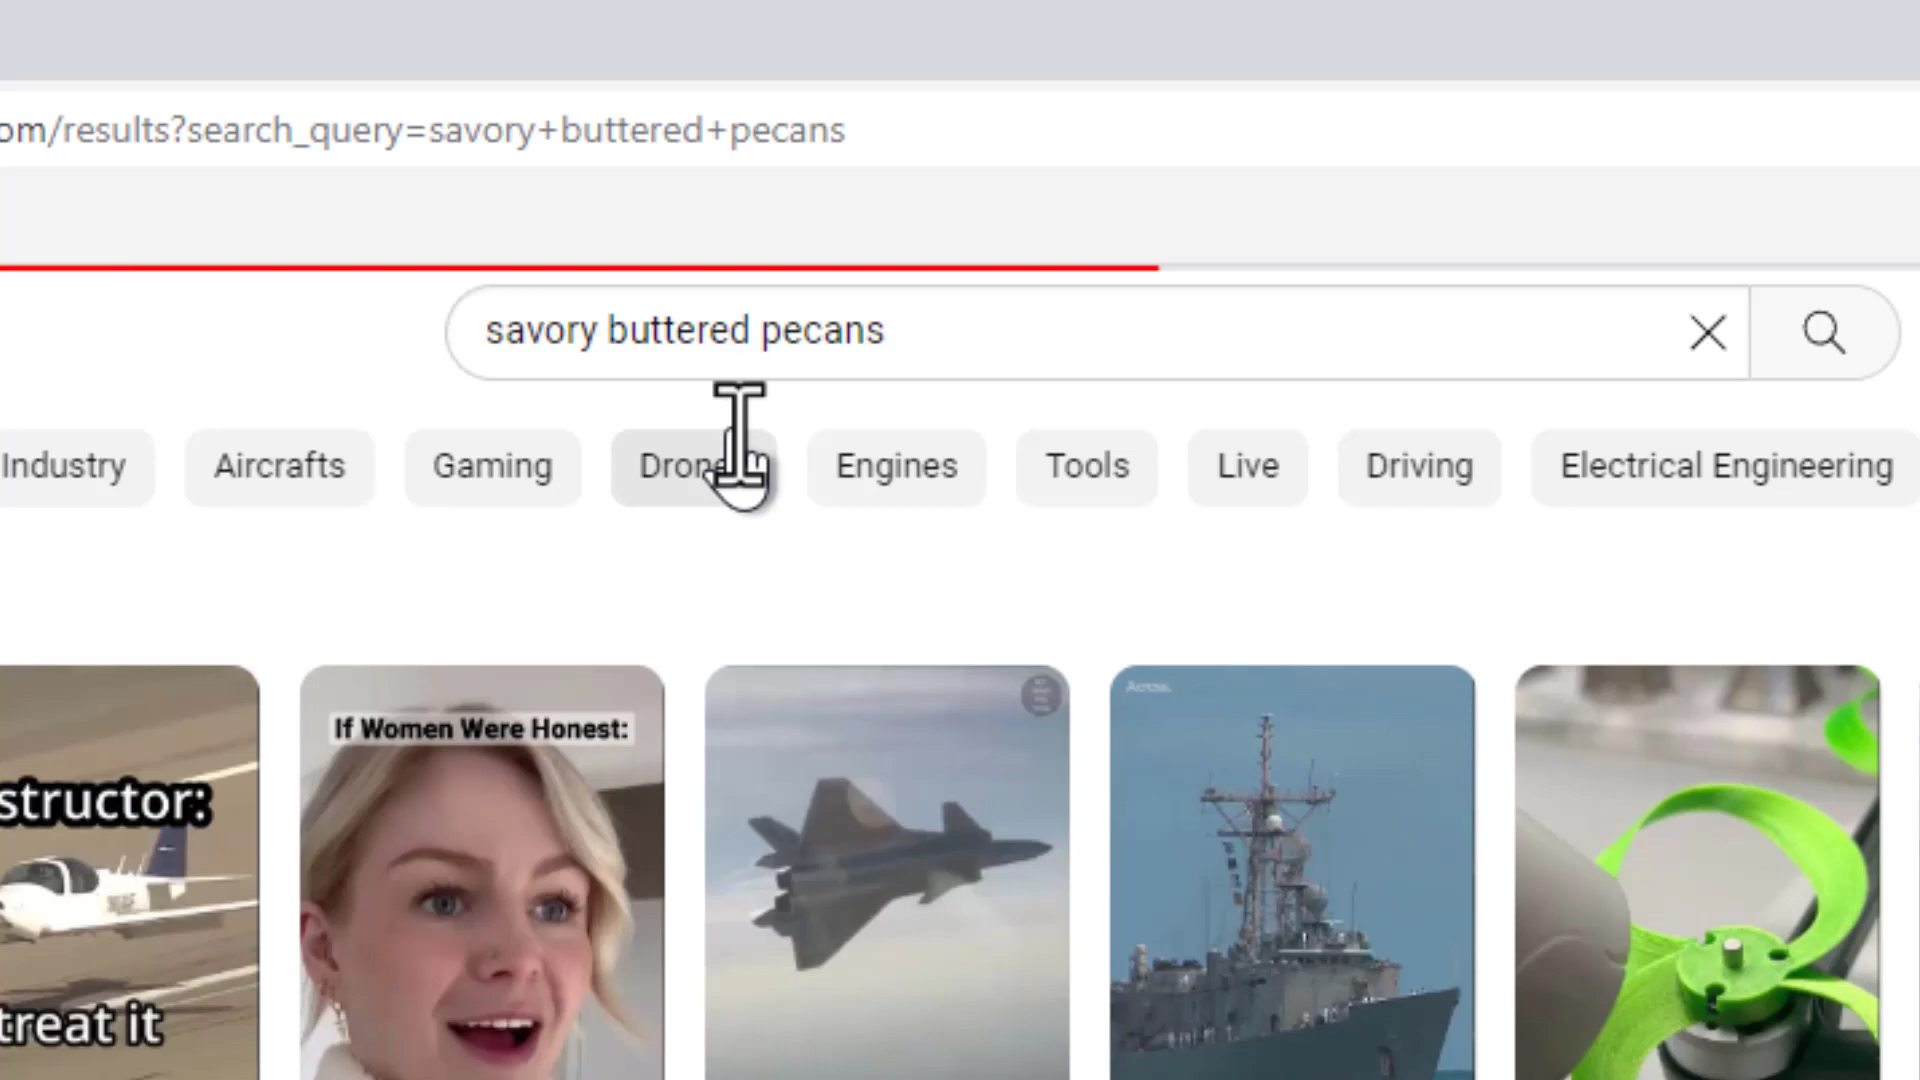 om/results?search_query=savory+buttered+pecans
savory buttered pecans
Industry
Aircrafts
Gaming
Engines
Tools
Live
Driving
Electrical Engineering
If Women Were Honest:
Across.
structor:
treat it